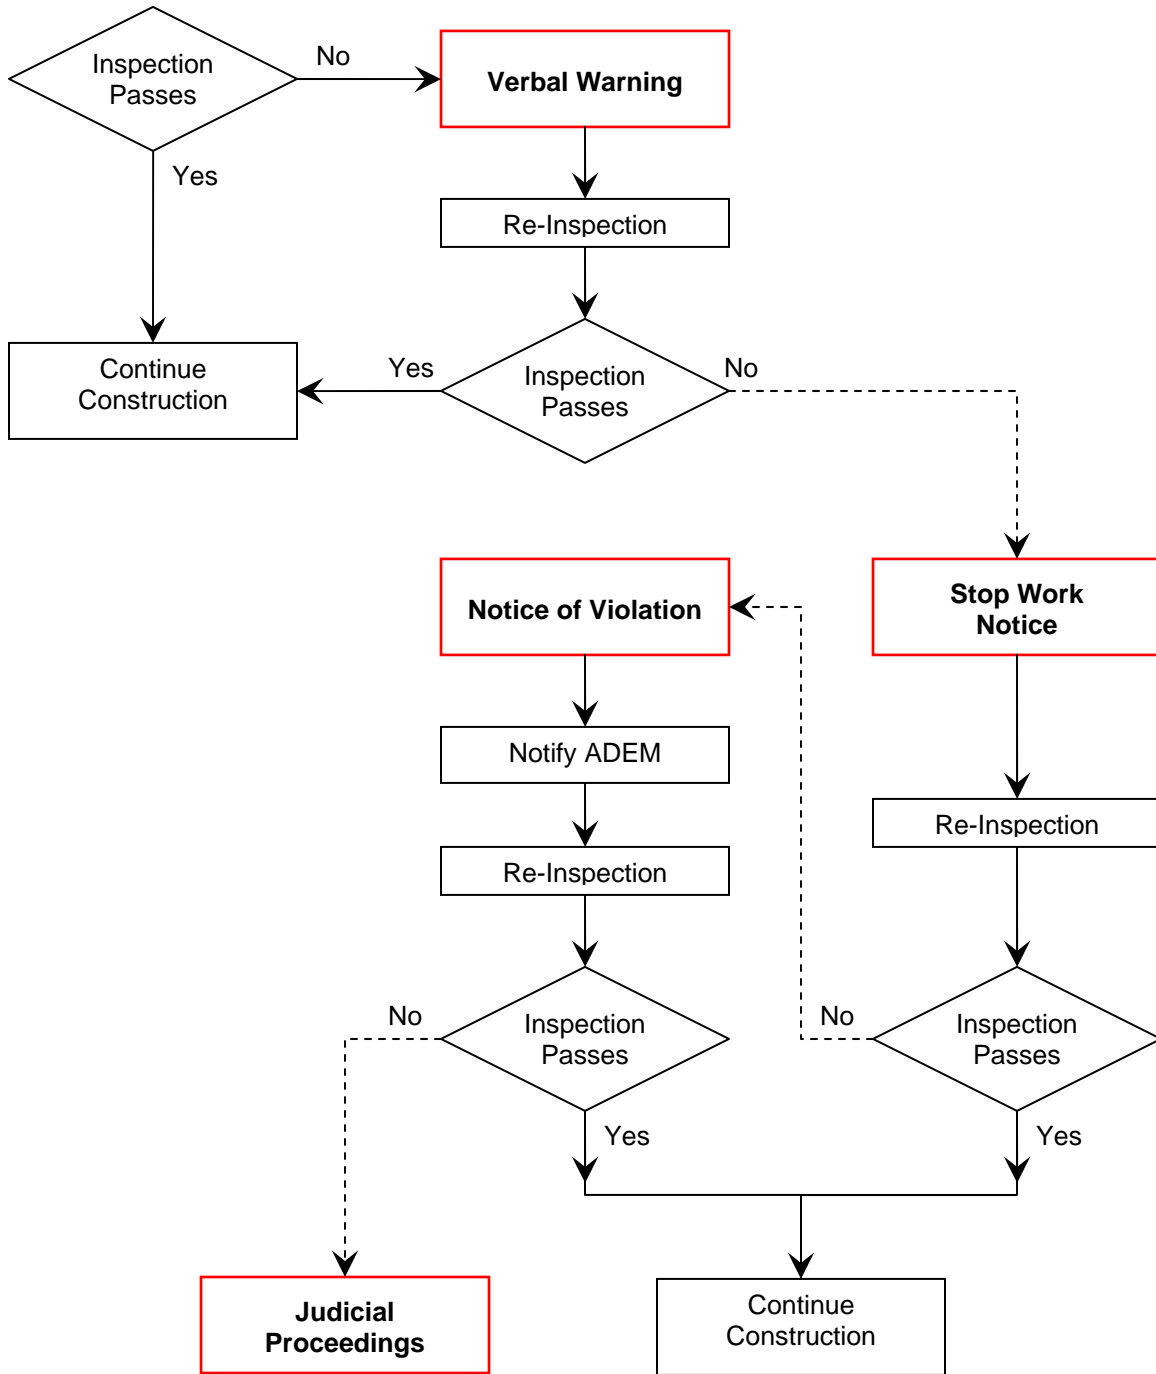 Inspection
Passes
No
Verbal Warning
Yes
Re-Inspection
Continue
Construction
Yes
Inspection
Passes
No
Notice of Violation
Stop Work
Notice
Notify ADEM
Re-Inspection
Re-Inspection
No
Inspection
Passes
No
Inspection
Passes
Yes
Yes
Judicial
Proceedings
Continue
Construction